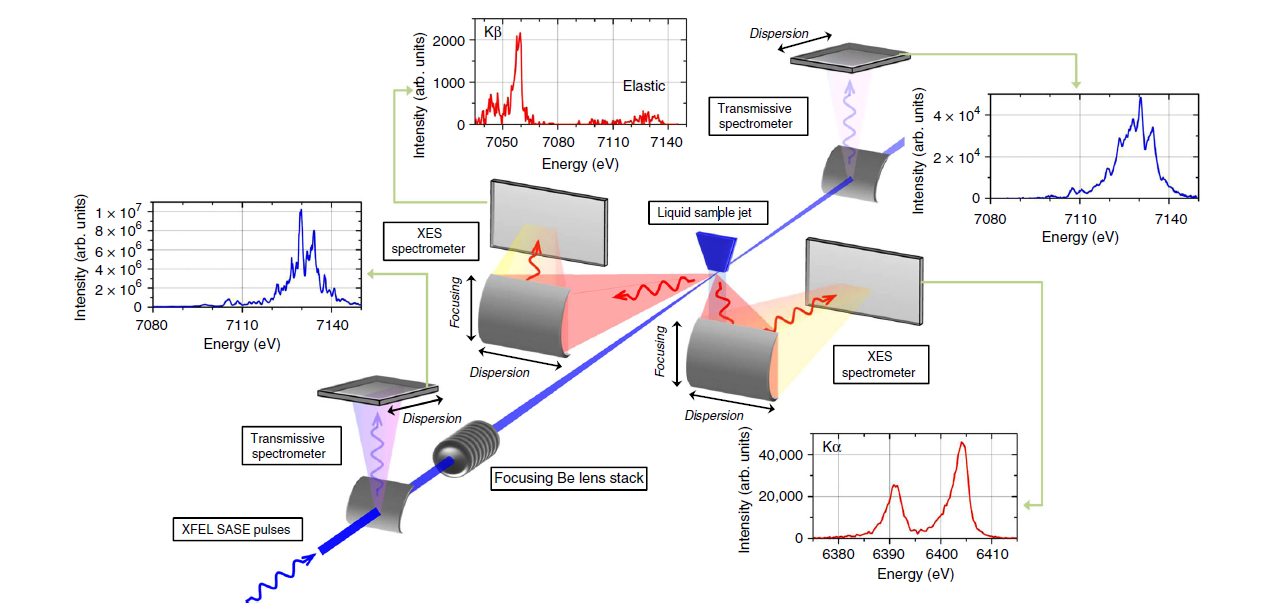 Kβ
2000
1000
0
Elastic
Intensity (arb. units)
7050 7080 7110 7140
Energy (eV)
Dispersion
Transmissive
spectrometer
4 × 10⁴
2 × 10⁴
0
Intensity (arb. units)
7080 7110 7140
Energy (eV)
1 × 10⁷
8 × 10⁶
6 × 10⁶
4 × 10⁶
2 × 10⁶
0
Intensity (arb. units)
7080 7110 7140
Energy (eV)
XES
spectrometer
Liquid sample jet
Focusing
Dispersion
Focusing
Dispersion
XES
spectrometer
Dispersion
Transmissive
spectrometer
Focusing Be lens stack
XFEL SASE pulses
Kα
40,000
20,000
0
Intensity (arb. units)
6380 6390 6400 6410
Energy (eV)